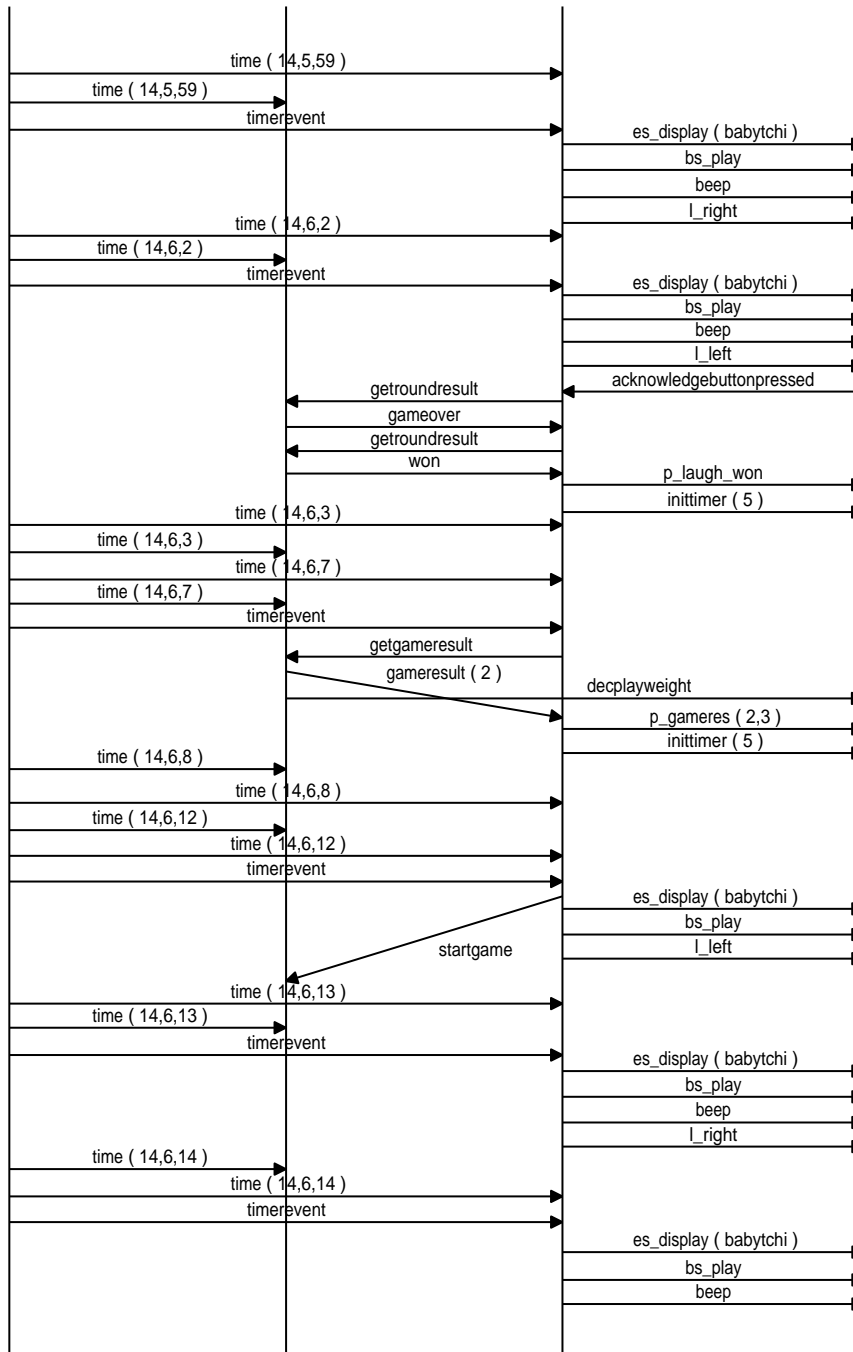 time ( 14,5,59 )
time ( 14,5,59 )
timerevent
es_display ( babytchi )
bs_play
beep
l_right
time ( 14,6,2 )
time ( 14,6,2 )
timerevent
es_display ( babytchi )
bs_play
beep
l_left
acknowledgebuttonpressed
getroundresult
gameover
getroundresult
won
p_laugh_won
inittimer ( 5 )
time ( 14,6,3 )
time ( 14,6,3 )
time ( 14,6,7 )
time ( 14,6,7 )
timerevent
getgameresult
gameresult ( 2 )
decplayweight
p_gameres ( 2,3 )
inittimer ( 5 )
time ( 14,6,8 )
time ( 14,6,8 )
time ( 14,6,12 )
time ( 14,6,12 )
timerevent
es_display ( babytchi )
bs_play
l_left
startgame
time ( 14,6,13 )
time ( 14,6,13 )
timerevent
es_display ( babytchi )
bs_play
beep
l_right
time ( 14,6,14 )
time ( 14,6,14 )
timerevent
es_display ( babytchi )
bs_play
beep